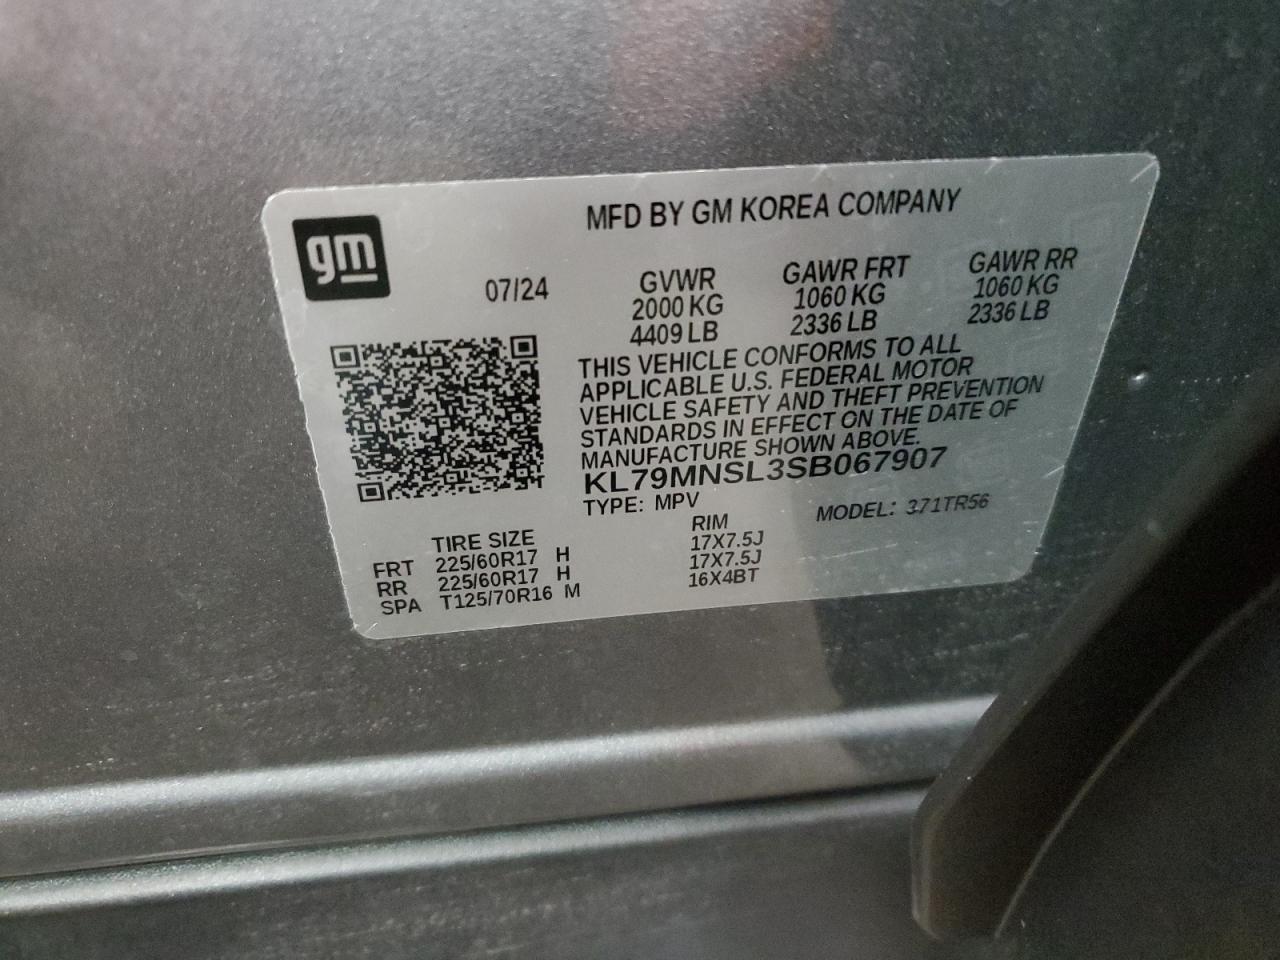 gm
MFD BY GM KOREA COMPANY
07/24
GVWR GAWR FRT GAWR RR
2000 KG 1060 KG 1060 KG
4409 LB 2336 LB 2336 LB
THIS VEHICLE CONFORMS TO ALL
APPLICABLE U.S. FEDERAL MOTOR
VEHICLE SAFETY AND THEFT PREVENTION
STANDARDS IN EFFECT ON THE DATE OF
MANUFACTURE SHOWN ABOVE.
KL79MNSL3SB067907
TYPE: MPV MODEL: 371TR56
TIRE SIZE RIM
FRT 225/60R17 H 17X7.5J
RR 225/60R17 H 17X7.5J
SPA T125/70R16 M 16X4BT